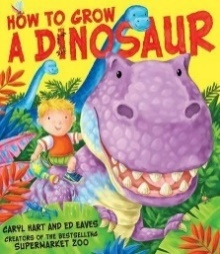 HOW TO GROW
A DINOSAUR
CARYL HART AND ED EAVES
CREATORS OF THE BESTSELLING
SUPERMARKET ZOO